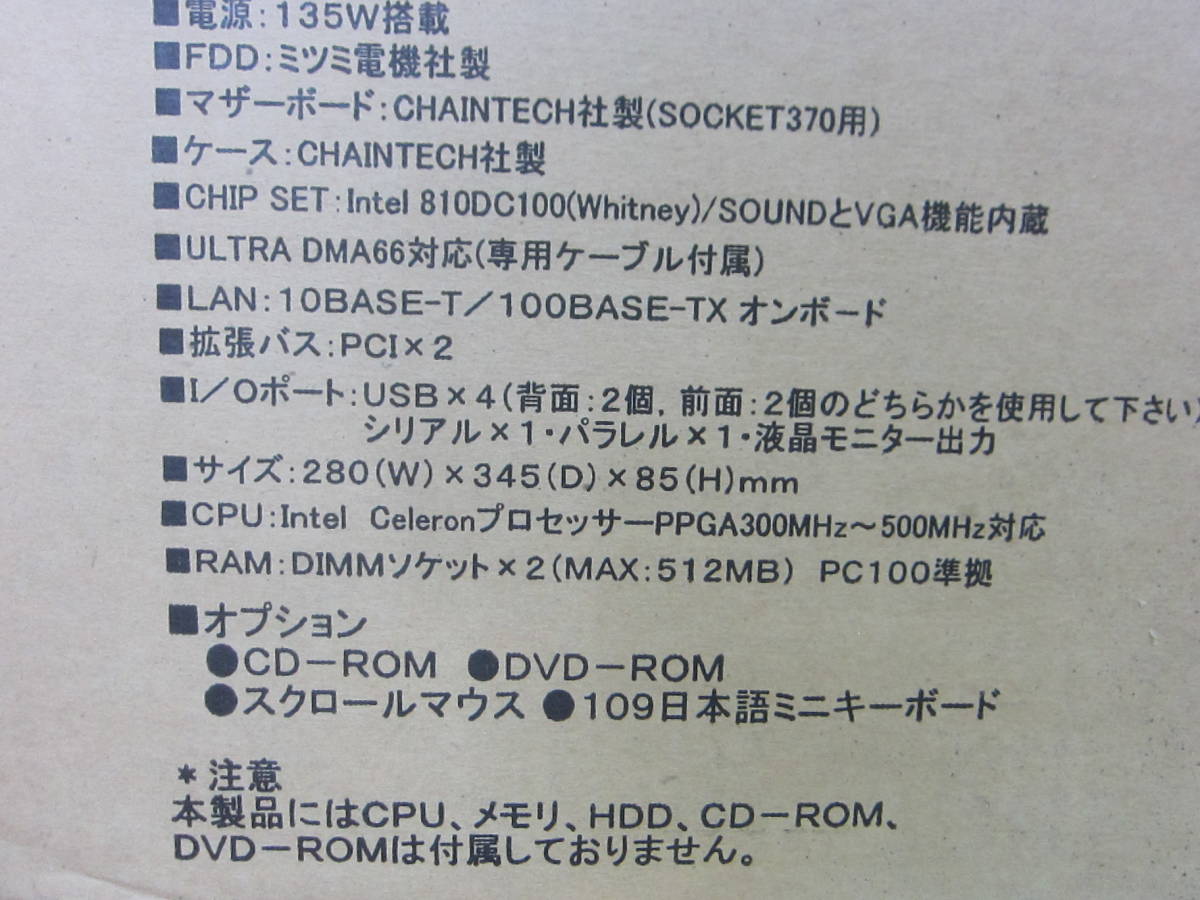 ■電源:135W搭載
■FDD:ミツミ電機社製
■マザーボード:CHAINTECH社製(SOCKET370用)
■ケース:CHAINTECH社製
■CHIP SET:Intel 810DC100(Whitney)/SOUNDとVGA機能内蔵
■ULTRA DMA66対応(専用ケーブル付属)
■LAN:10BASE-T/100BASE-TX オンボード
■拡張バス:PCI×2
■I/Oポート:USB×4(背面:2個, 前面:2個のどちらかを使用して下さい)
シリアル×1・パラレル×1・液晶モニター出力
■サイズ:280(W)×345(D)×85(H)mm
■CPU:Intel CeleronプロセッサーPPGA300MHz～500MHz対応
■RAM:DIMMソケット×2(MAX:512MB) PC100準拠
■オプション
●CD－ROM ●DVD－ROM
●スクロールマウス ●109日本語ミニキーボード
＊注意
本製品にはCPU、メモリ、HDD、CD－ROM、
DVD－ROMは付属しておりません。